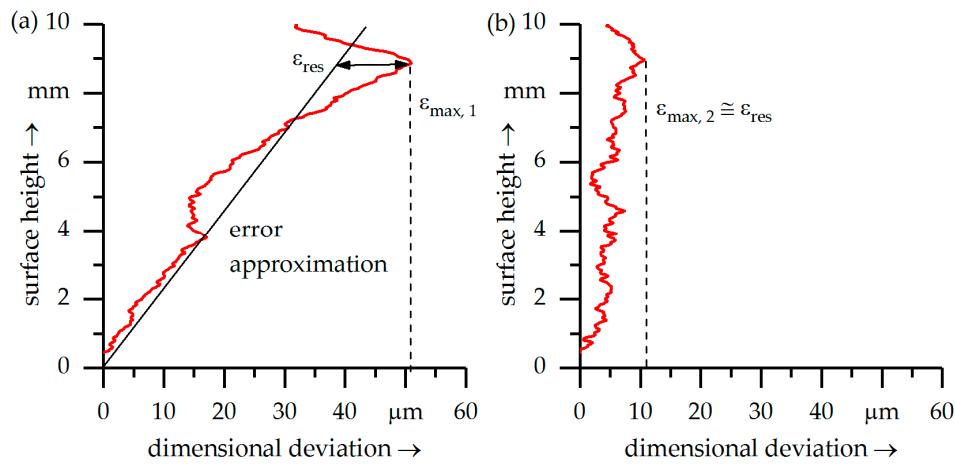 (a)
10
mm
6
4
2
0
surface height →
ε_res
ε_max, 1
error
approximation
0 10 20 30 40 μm 60
dimensional deviation →
(b)
10
mm
6
4
2
0
surface height →
ε_max, 2 ≅ ε_res
0 10 20 30 40 μm 60
dimensional deviation →